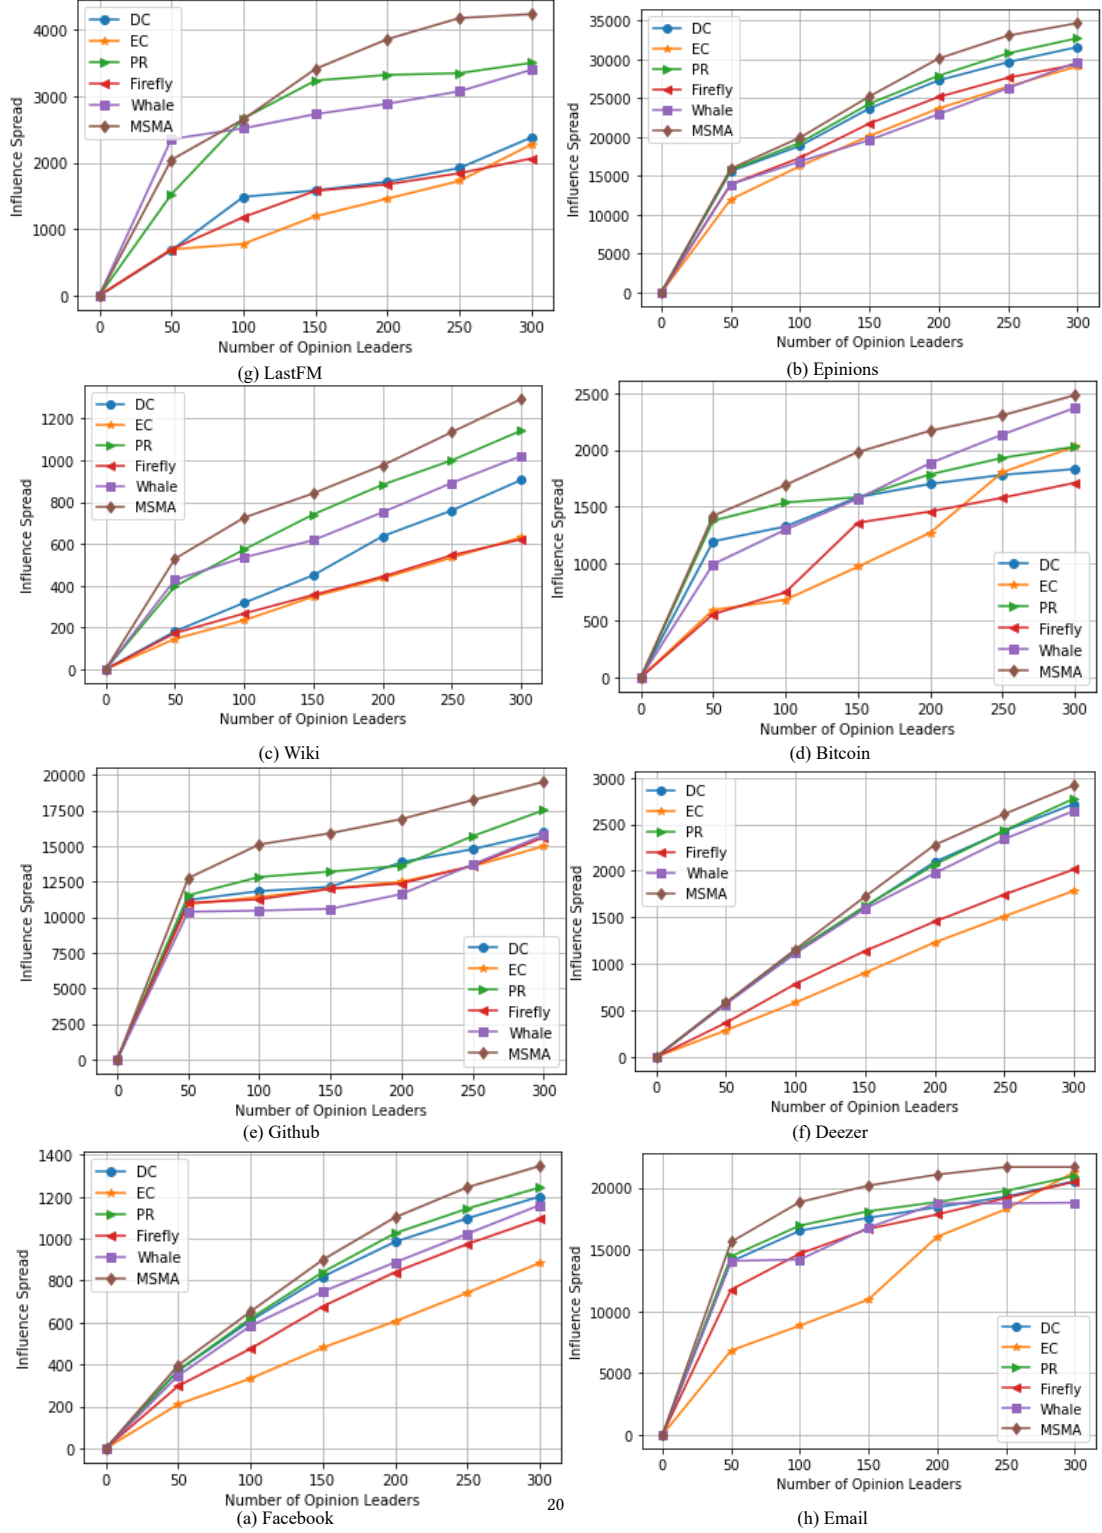 DC
EC
PR
Firefly
Whale
MSMA
4000
3000
2000
1000
0
Influence Spread
0 50 100 150 200 250 300
Number of Opinion Leaders
(g) LastFM
DC
EC
PR
Firefly
Whale
MSMA
35000
30000
25000
20000
15000
10000
5000
0
Influence Spread
0 50 100 150 200 250 300
Number of Opinion Leaders
(b) Epinions
DC
EC
PR
Firefly
Whale
MSMA
1200
1000
800
600
400
200
0
Influence Spread
0 50 100 150 200 250 300
Number of Opinion Leaders
(c) Wiki
2500
2000
1500
1000
500
0
Influence Spread
DC
EC
PR
Firefly
Whale
MSMA
0 50 100 150 200 250 300
Number of Opinion Leaders
(d) Bitcoin
20000
17500
15000
12500
10000
7500
5000
2500
0
Influence Spread
DC
EC
PR
Firefly
Whale
MSMA
0 50 100 150 200 250 300
Number of Opinion Leaders
(e) Github
DC
EC
PR
Firefly
Whale
MSMA
3000
2500
2000
1500
1000
500
0
Influence Spread
0 50 100 150 200 250 300
Number of Opinion Leaders
(f) Deezer
DC
EC
PR
Firefly
Whale
MSMA
1400
1200
1000
800
600
400
200
0
Influence Spread
0 50 100 150 200 250 300
Number of Opinion Leaders
(a) Facebook
20000
15000
10000
5000
0
Influence Spread
DC
EC
PR
Firefly
Whale
MSMA
0 50 100 150 200 250 300
Number of Opinion Leaders
(h) Email
20